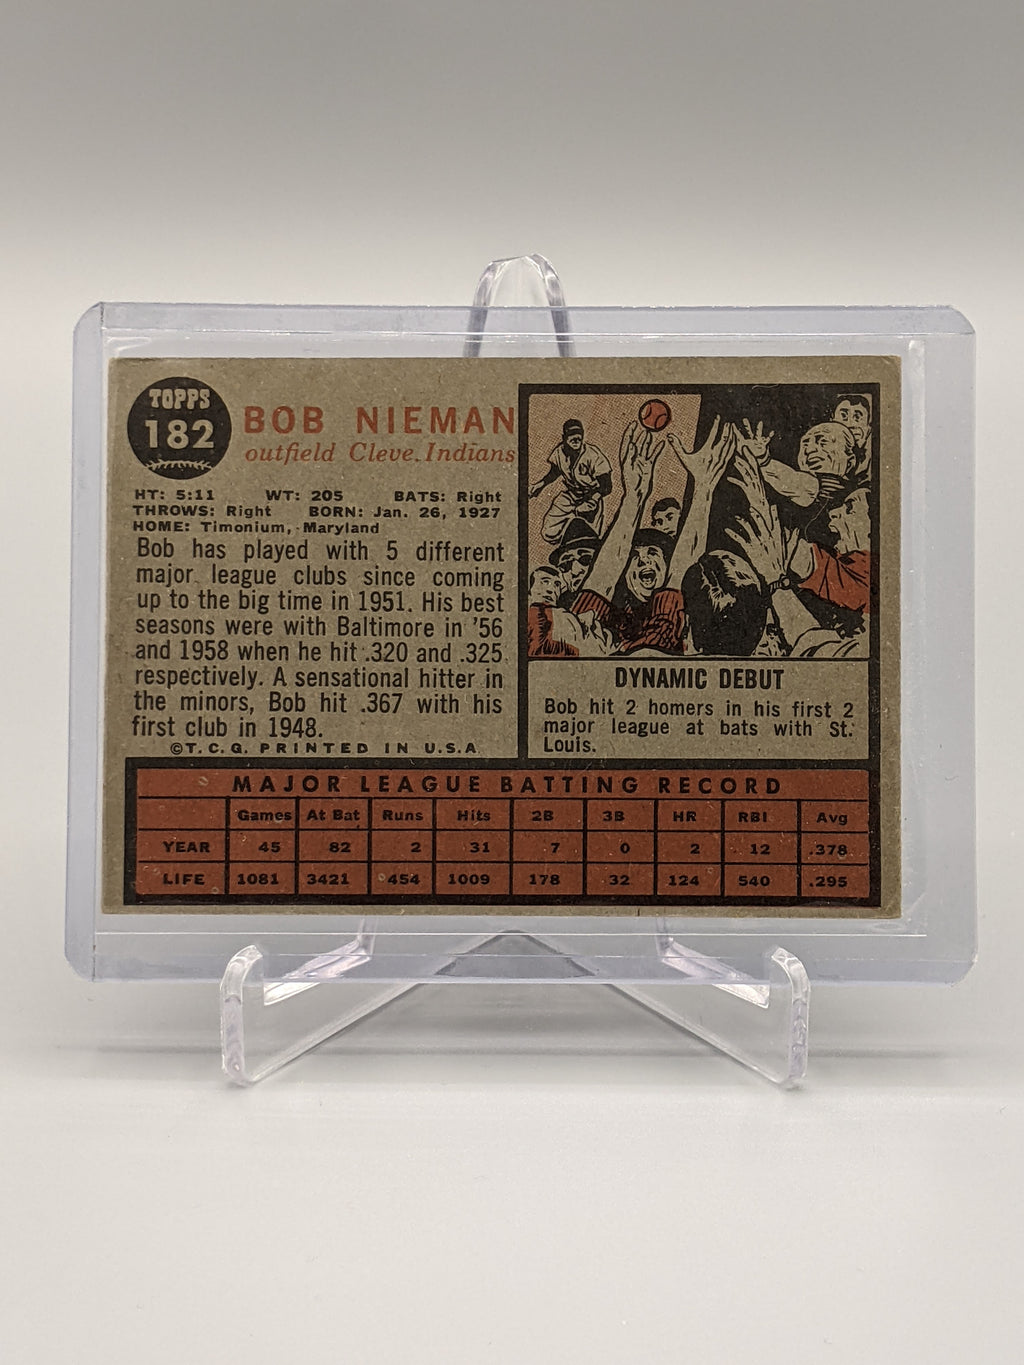 TOPPS
182
BOB NIEMAN
outfield Cleve. Indians
HT: 5:11 WT: 205 BATS: Right
THROWS: Right BORN: Jan. 26, 1927
HOME: Timonium, Maryland
Bob has played with 5 different
major league clubs since coming
up to the big time in 1951. His best
seasons were with Baltimore in '56
and 1958 when he hit .320 and .325
respectively. A sensational hitter in
the minors, Bob hit .367 with his
first club in 1948.
©T.C.G. PRINTED IN U.S.A
DYNAMIC DEBUT
Bob hit 2 homers in his first 2
major league at bats with St.
Louis.
MAJOR LEAGUE BATTING RECORD
Games At Bat Runs Hits 2B 3B HR RBI Avg
YEAR 45 82 2 31 7 0 2 12 .378
LIFE 1081 3421 454 1009 178 32 124 540 .295